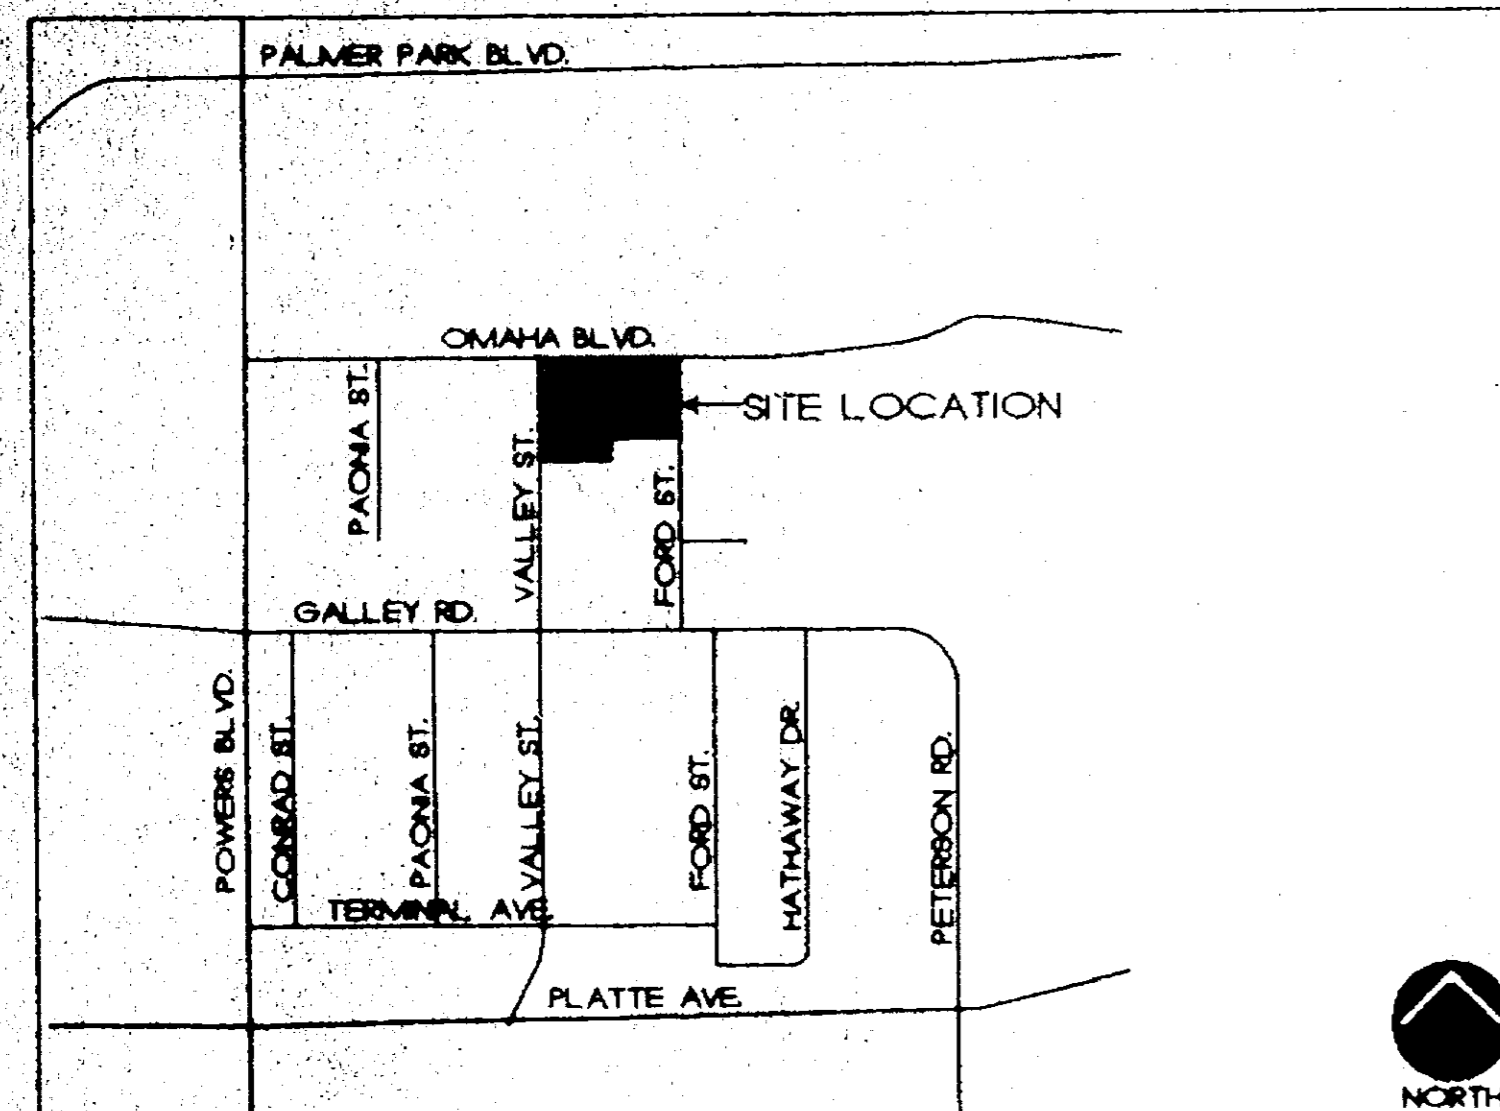 PALMER PARK BLVD.
OMAHA BLVD.
PAONIA ST.
VALLEY ST.
SITE LOCATION
FORD ST.
GALLEY RD.
POWERS BLVD.
CONRAD ST.
PAONIA ST.
VALLEY ST.
FORD ST.
HATHAWAY DR.
PETERSON RD.
TERMINAL AVE.
PLATTE AVE.
NORTH